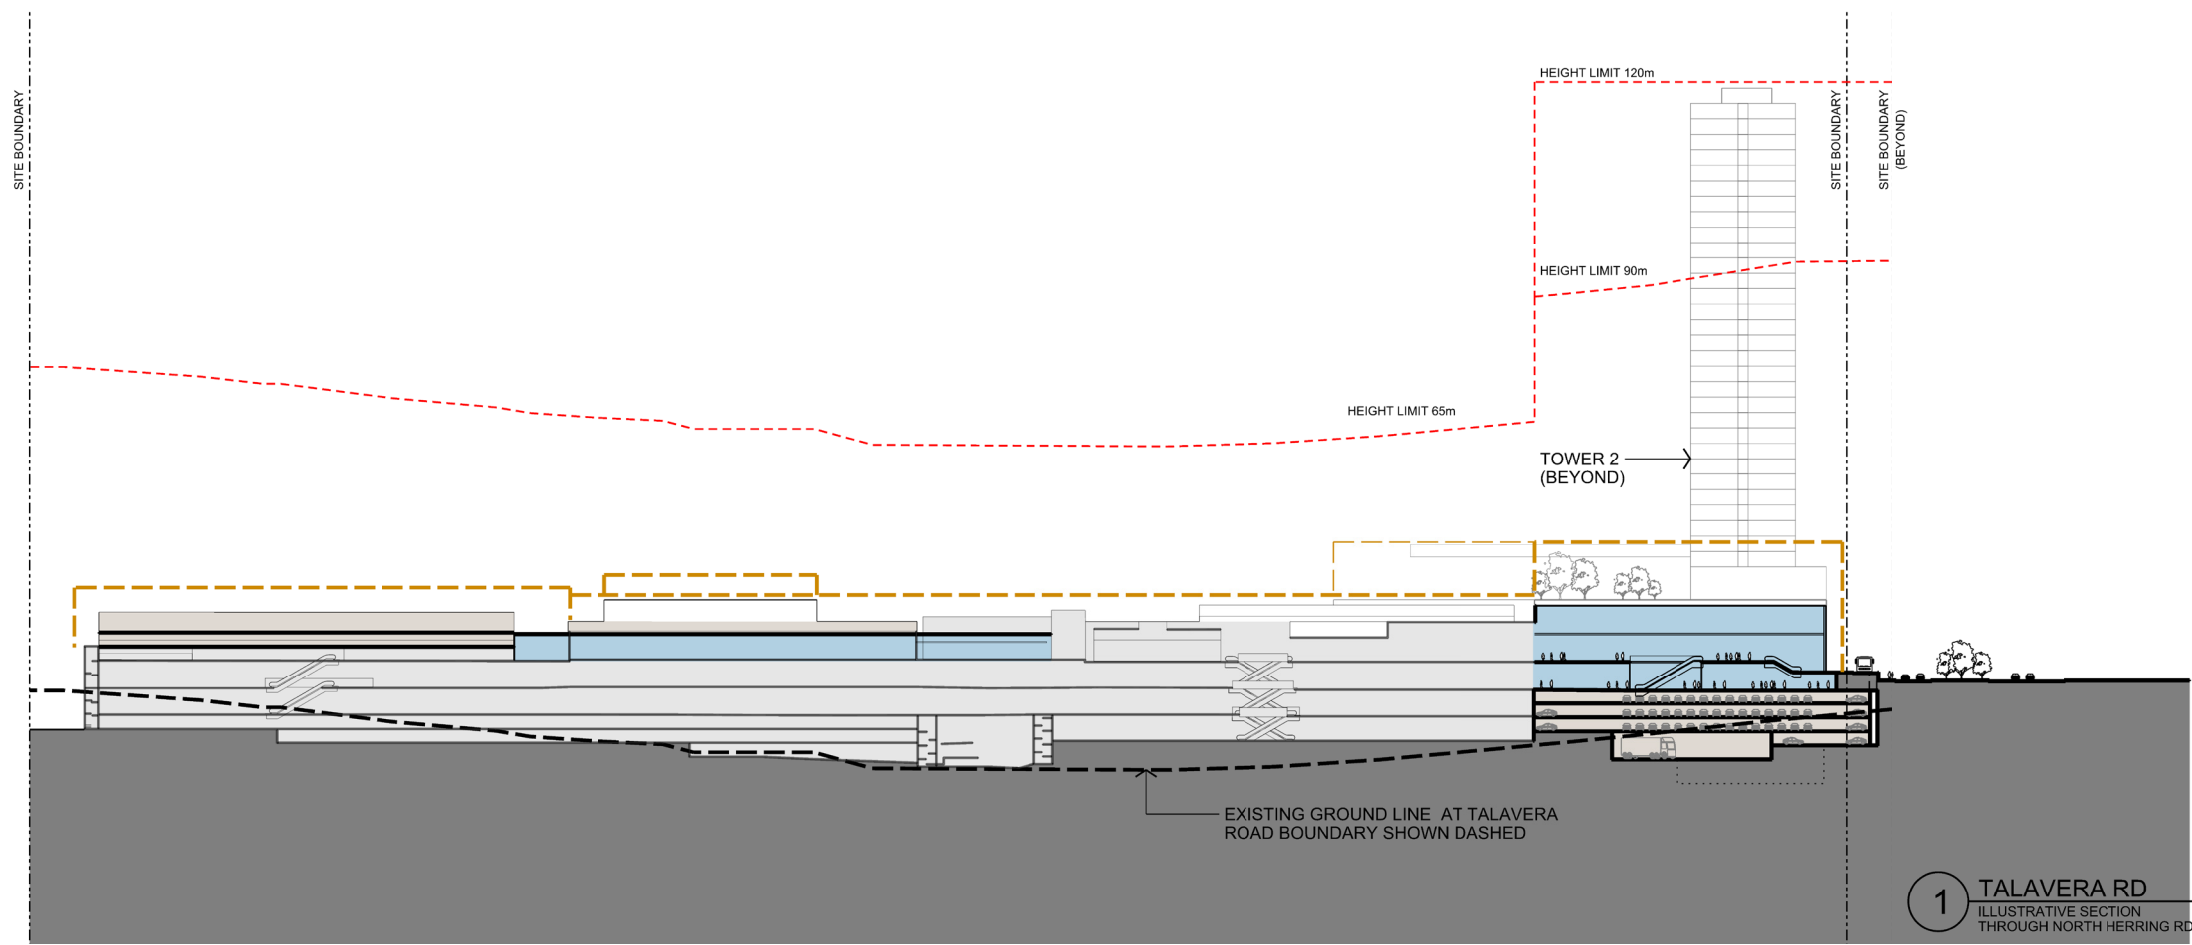 HEIGHT LIMIT 120m
SITE BOUNDARY
SITE BOUNDARY
SITE BOUNDARY
(BEYOND)
HEIGHT LIMIT 90m
HEIGHT LIMIT 65m
TOWER 2
(BEYOND)
EXISTING GROUND LINE AT TALAVERA
ROAD BOUNDARY SHOWN DASHED
1
TALAVERA RD
ILLUSTRATIVE SECTION
THROUGH NORTH HERRING RD